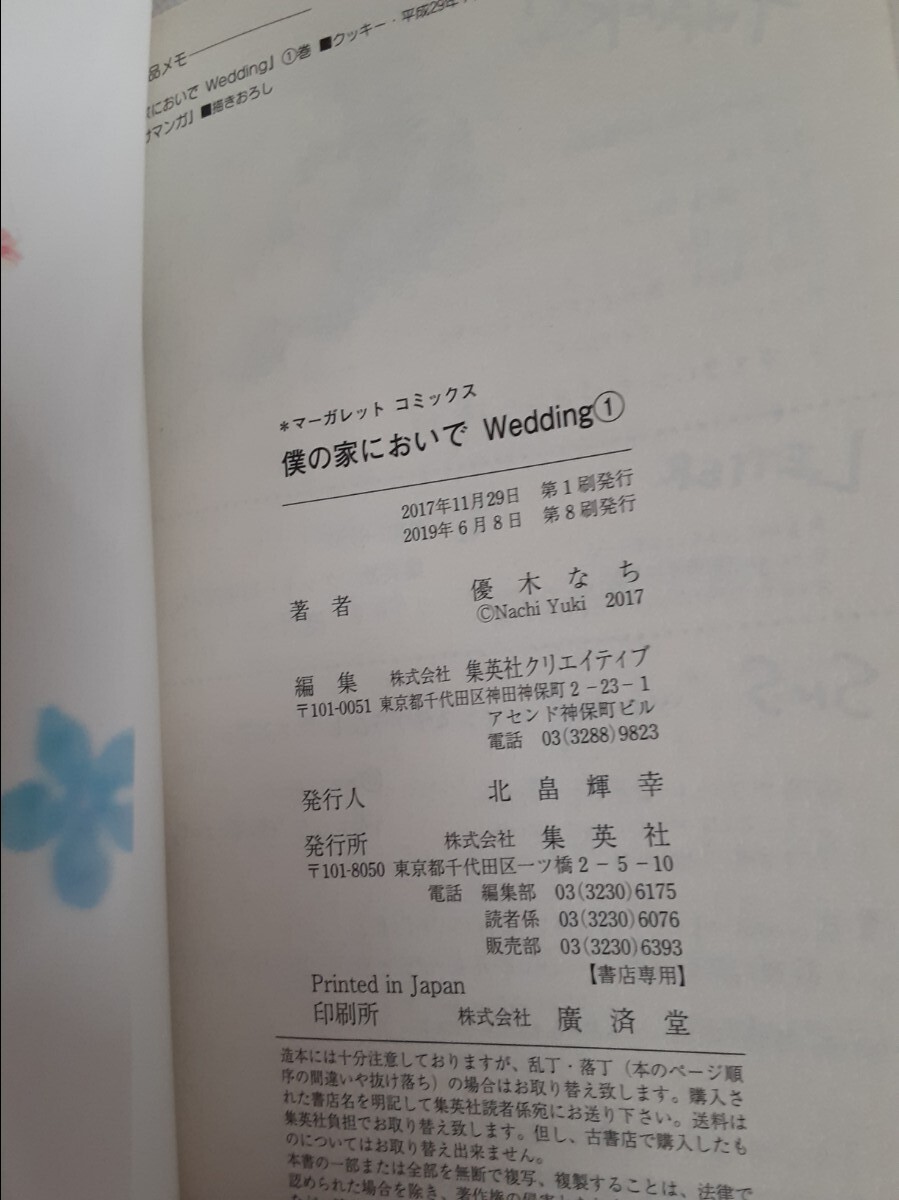 品メモ
においで Wedding』①巻 ■クッキー・平成29年
マンガ』■描きおろし
＊マーガレット コミックス
僕の家においで Wedding①
2017年11月29日 第1刷発行
2019年6月8日 第8刷発行
著者 優木なち
©Nachi Yuki 2017
編集 株式会社 集英社クリエイティブ
〒101-0051 東京都千代田区神田神保町2－23－1
アセンド神保町ビル
電話 03(3288)9823
発行人 北畠輝幸
発行所 株式会社 集英社
〒101-8050 東京都千代田区一ツ橋2－5－10
電話 編集部 03(3230)6175
読者係 03(3230)6076
販売部 03(3230)6393
【書店専用】
Printed in Japan
印刷所 株式会社 廣済堂
造本には十分注意しておりますが、乱丁・落丁（本のページ順
序の間違いや抜け落ち）の場合はお取り替え致します。購入さ
れた書店名を明記して集英社読者係宛にお送り下さい。送料は
集英社負担でお取り替え致します。但し、古書店で購入したも
のについてはお取り替え出来ません。
本書の一部または全部を無断で複写、複製することは、法律で
認められた場合を除き、著作権の侵害